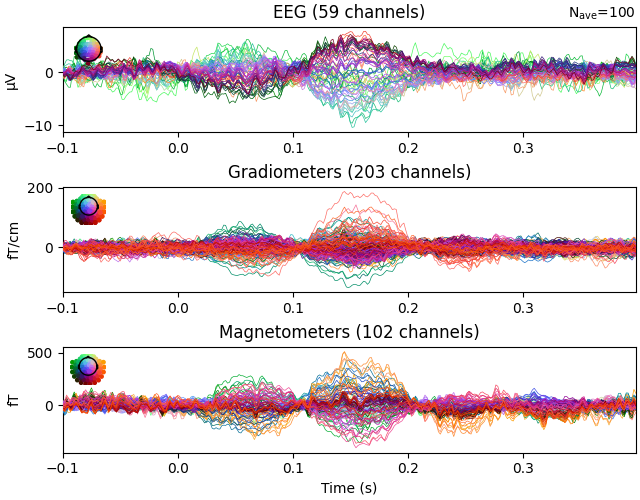 EEG (59 channels)
Nave=100
0
−10
µV
−0.1 0.0 0.1 0.2 0.3
Gradiometers (203 channels)
200
0
fT/cm
−0.1 0.0 0.1 0.2 0.3
Magnetometers (102 channels)
500
0
fT
−0.1 0.0 0.1 0.2 0.3
Time (s)